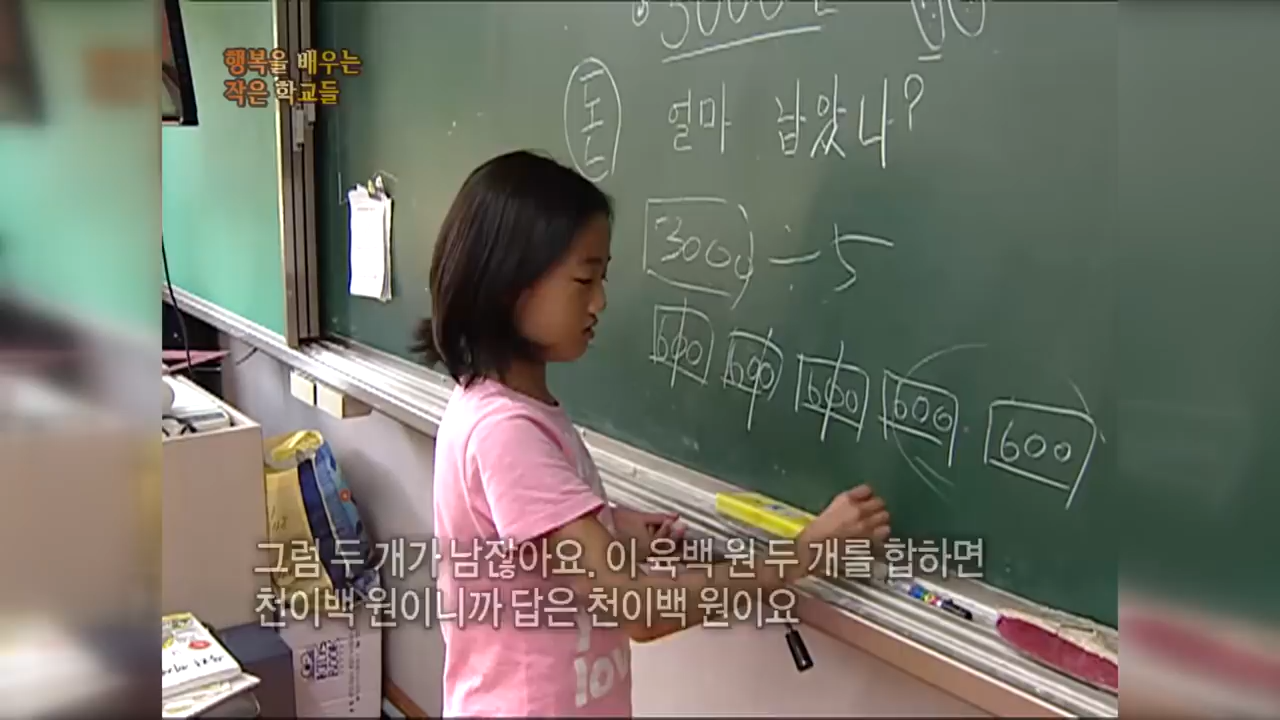 행복을 배우는
작은 학교들
3000
돈 얼마 남았나?
3000 ÷ 5
600 600 600 600 600
그럼 두 개가 남잖아요. 이 육백 원 두 개를 합하면
천이백 원이니까 답은 천이백 원이요
love